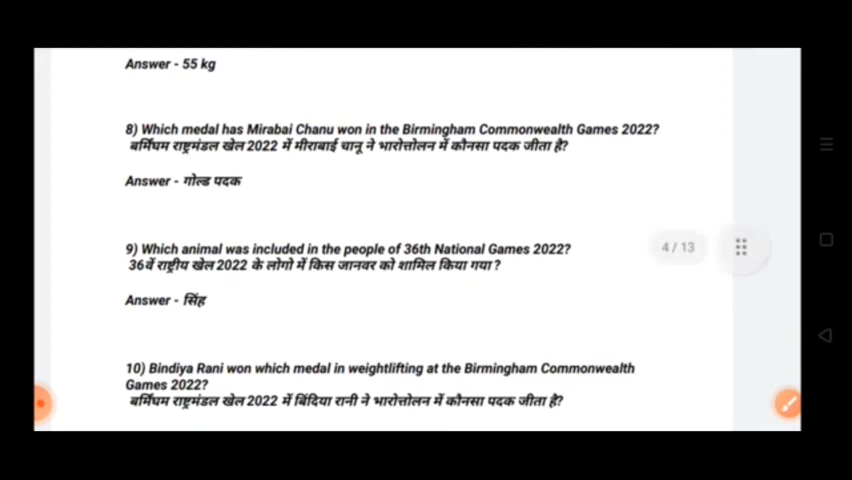 Answer - 55 kg
8) Which medal has Mirabai Chanu won in the Birmingham Commonwealth Games 2022?
बर्मिंघम राष्ट्रमंडल खेल 2022 में मीराबाई चानू ने भारोत्तोलन में कौनसा पदक जीता है?
Answer - गोल्ड पदक
9) Which animal was included in the people of 36th National Games 2022?
36वें राष्ट्रीय खेल 2022 के लोगो में किस जानवर को शामिल किया गया ?
4 / 13
Answer - सिंह
10) Bindiya Rani won which medal in weightlifting at the Birmingham Commonwealth
Games 2022?
बर्मिंघम राष्ट्रमंडल खेल 2022 में बिंदिया रानी ने भारोत्तोलन में कौनसा पदक जीता है?